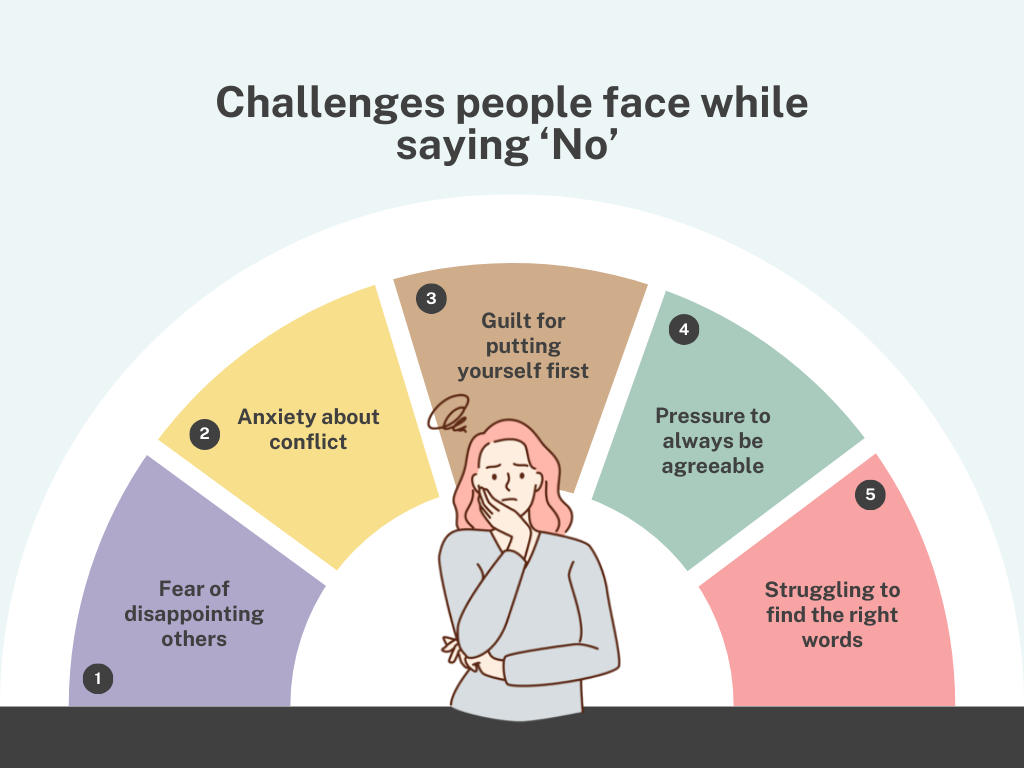 Challenges people face while
saying ‘No’
1
Fear of
disappointing
others
2
Anxiety about
conflict
3
Guilt for
putting
yourself first
4
Pressure to
always be
agreeable
5
Struggling to
find the right
words